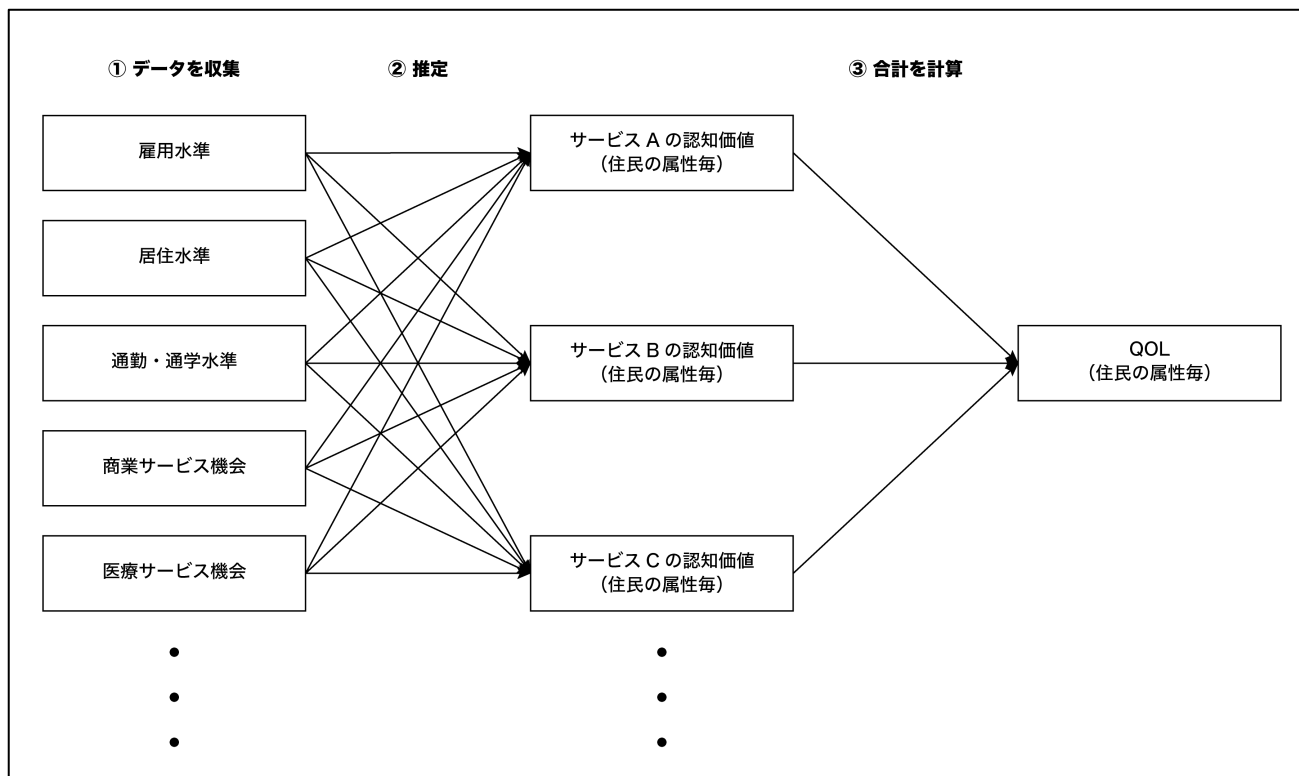 ① データを収集
② 推定
③ 合計を計算
雇用水準
居住水準
通勤・通学水準
商業サービス機会
医療サービス機会
サービス A の認知価値
（住民の属性毎）
サービス B の認知価値
（住民の属性毎）
サービス C の認知価値
（住民の属性毎）
QOL
（住民の属性毎）